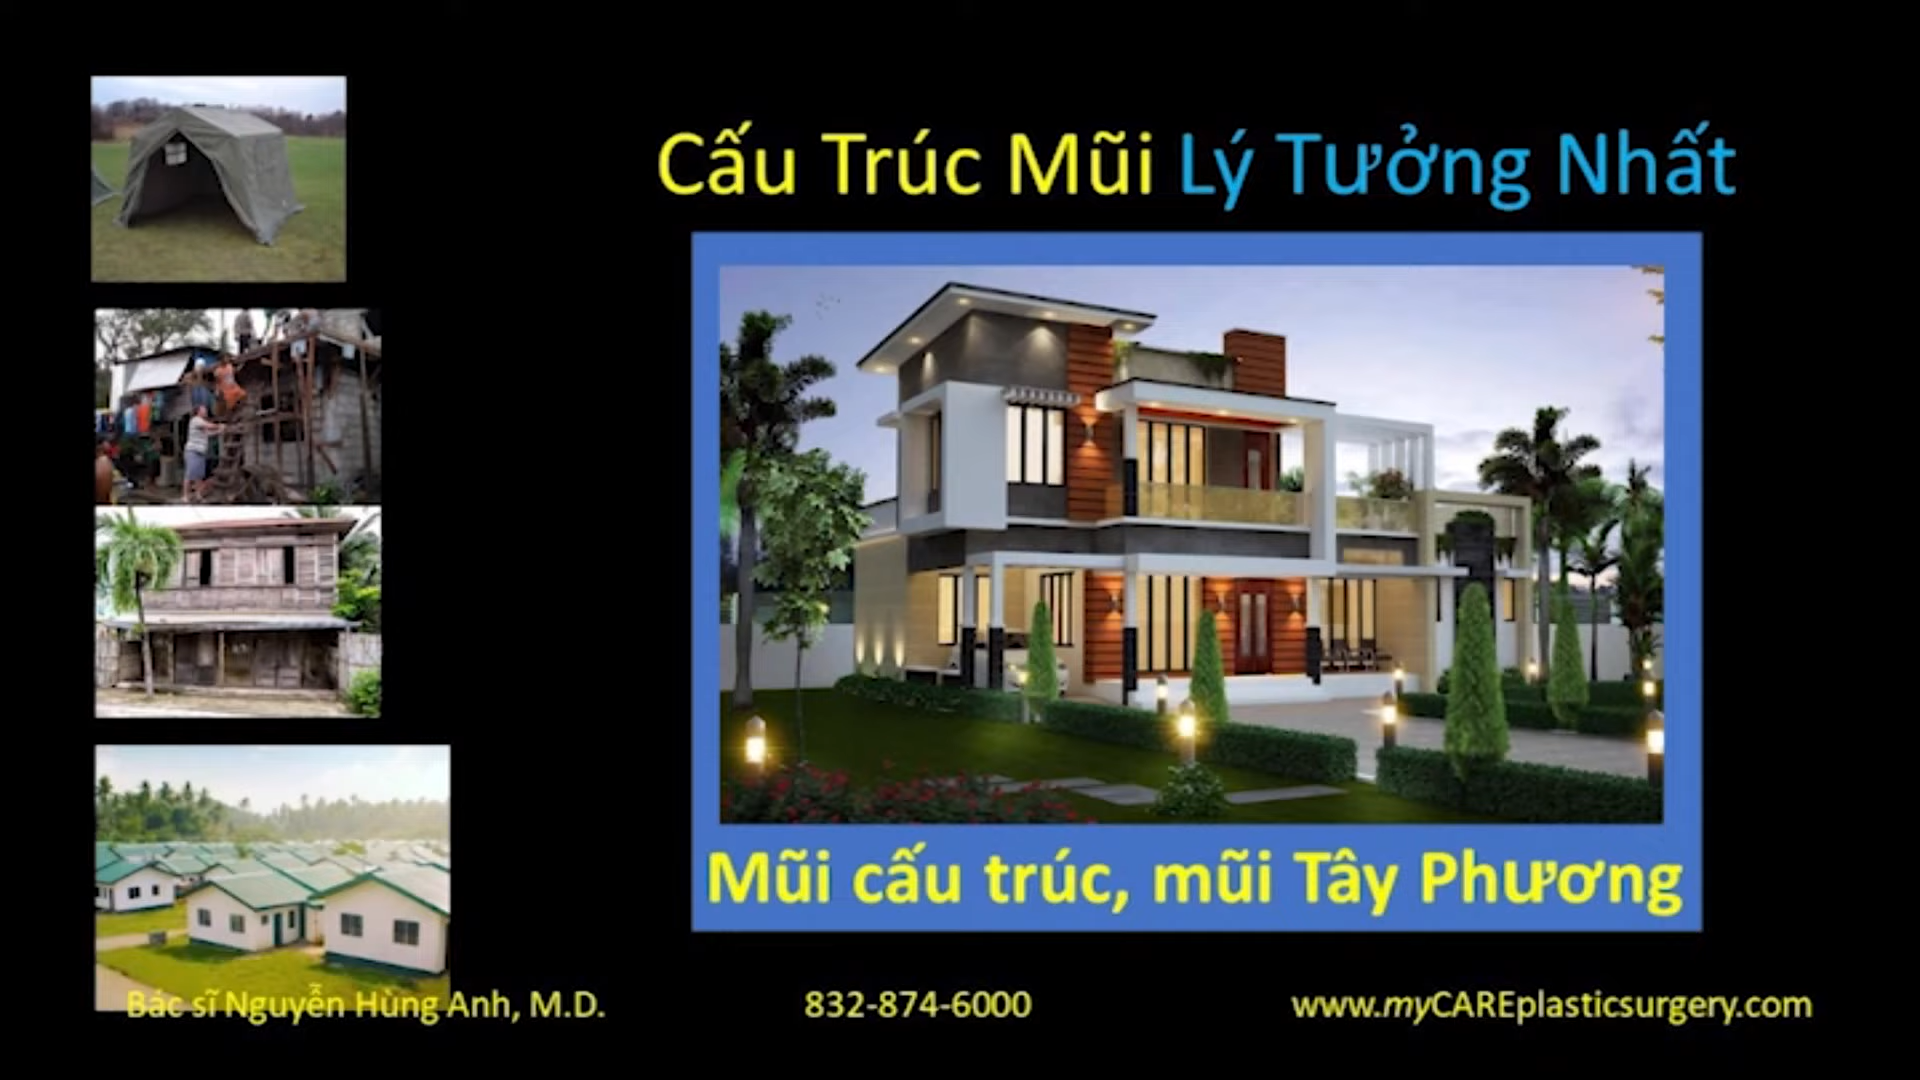 Cấu Trúc Mũi Lý Tưởng Nhất
Mũi cấu trúc, mũi Tây Phương
Bác sĩ Nguyễn Hùng Anh, M.D.
832-874-6000
www.myCAREplasticsurgery.com